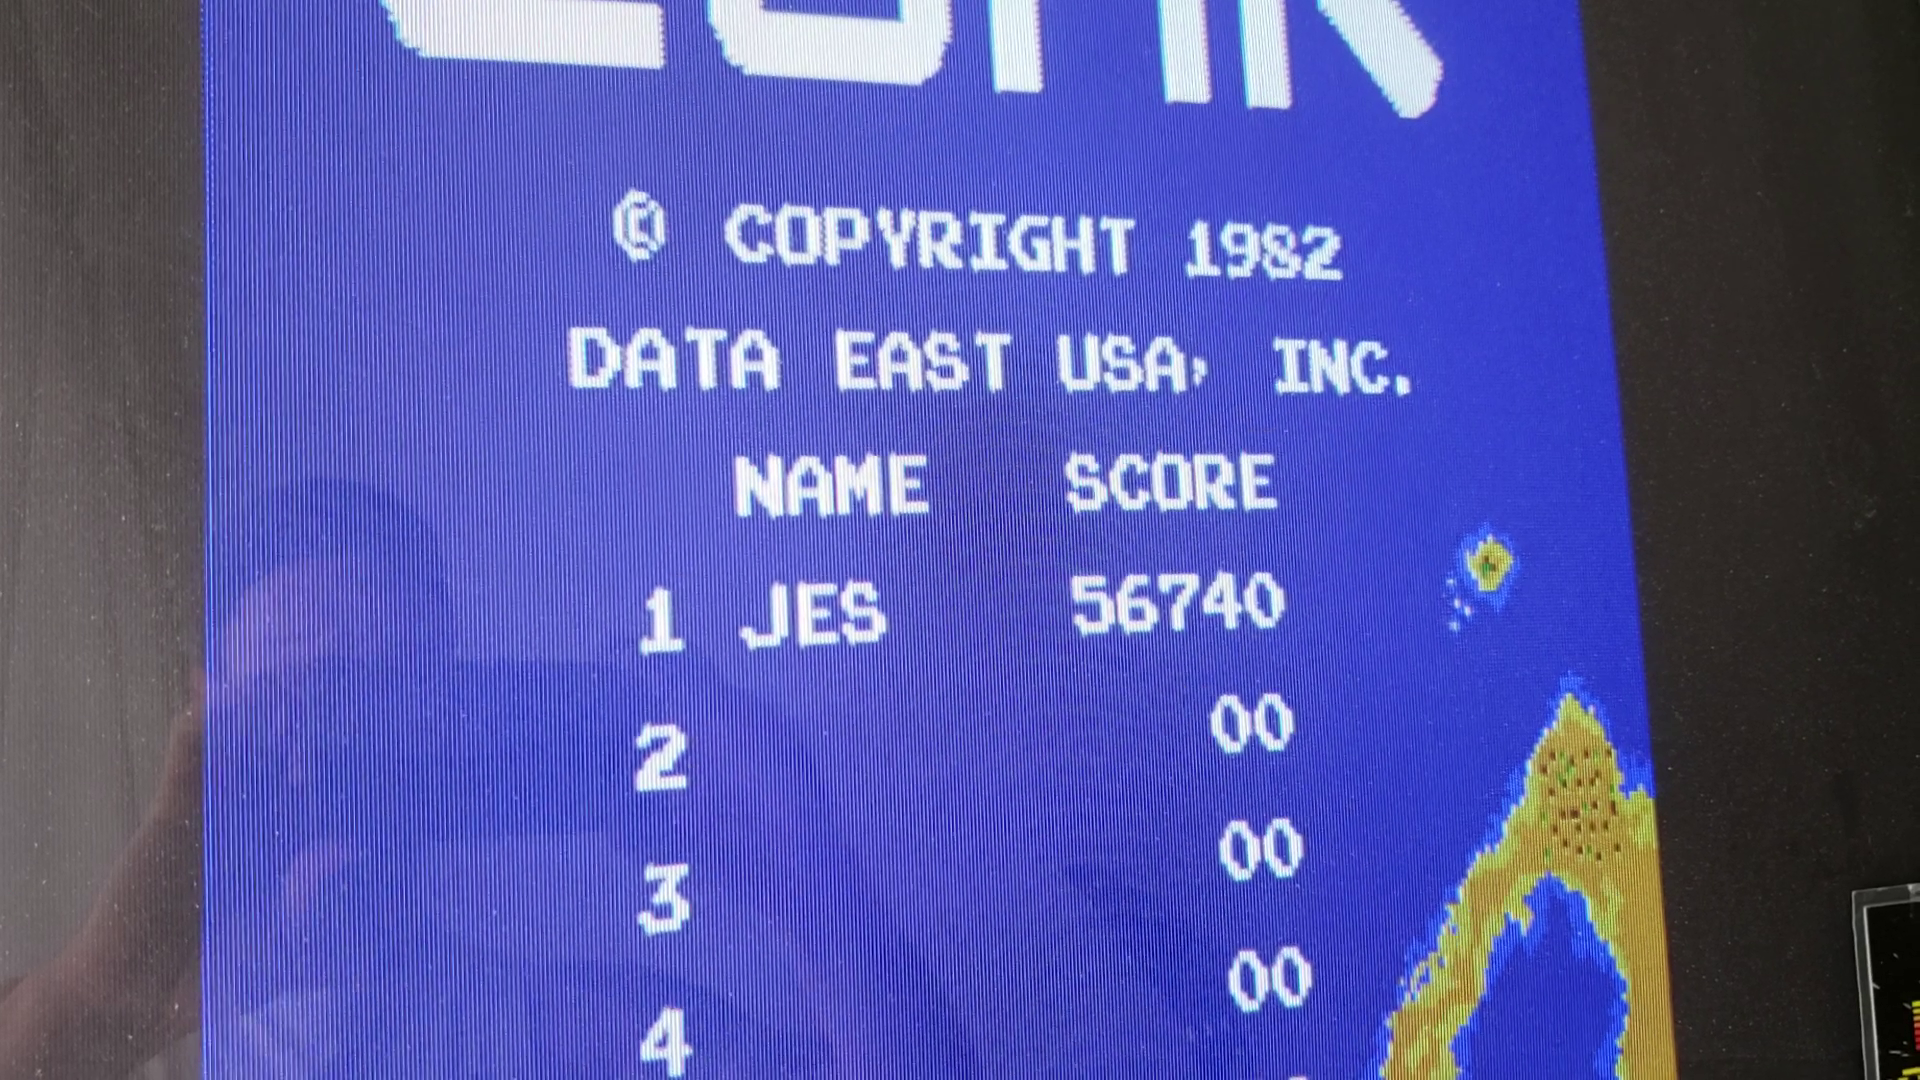 © COPYRIGHT 1982
DATA EAST USA, INC.
NAME SCORE
1 JES 56740
2 00
3 00
4 00